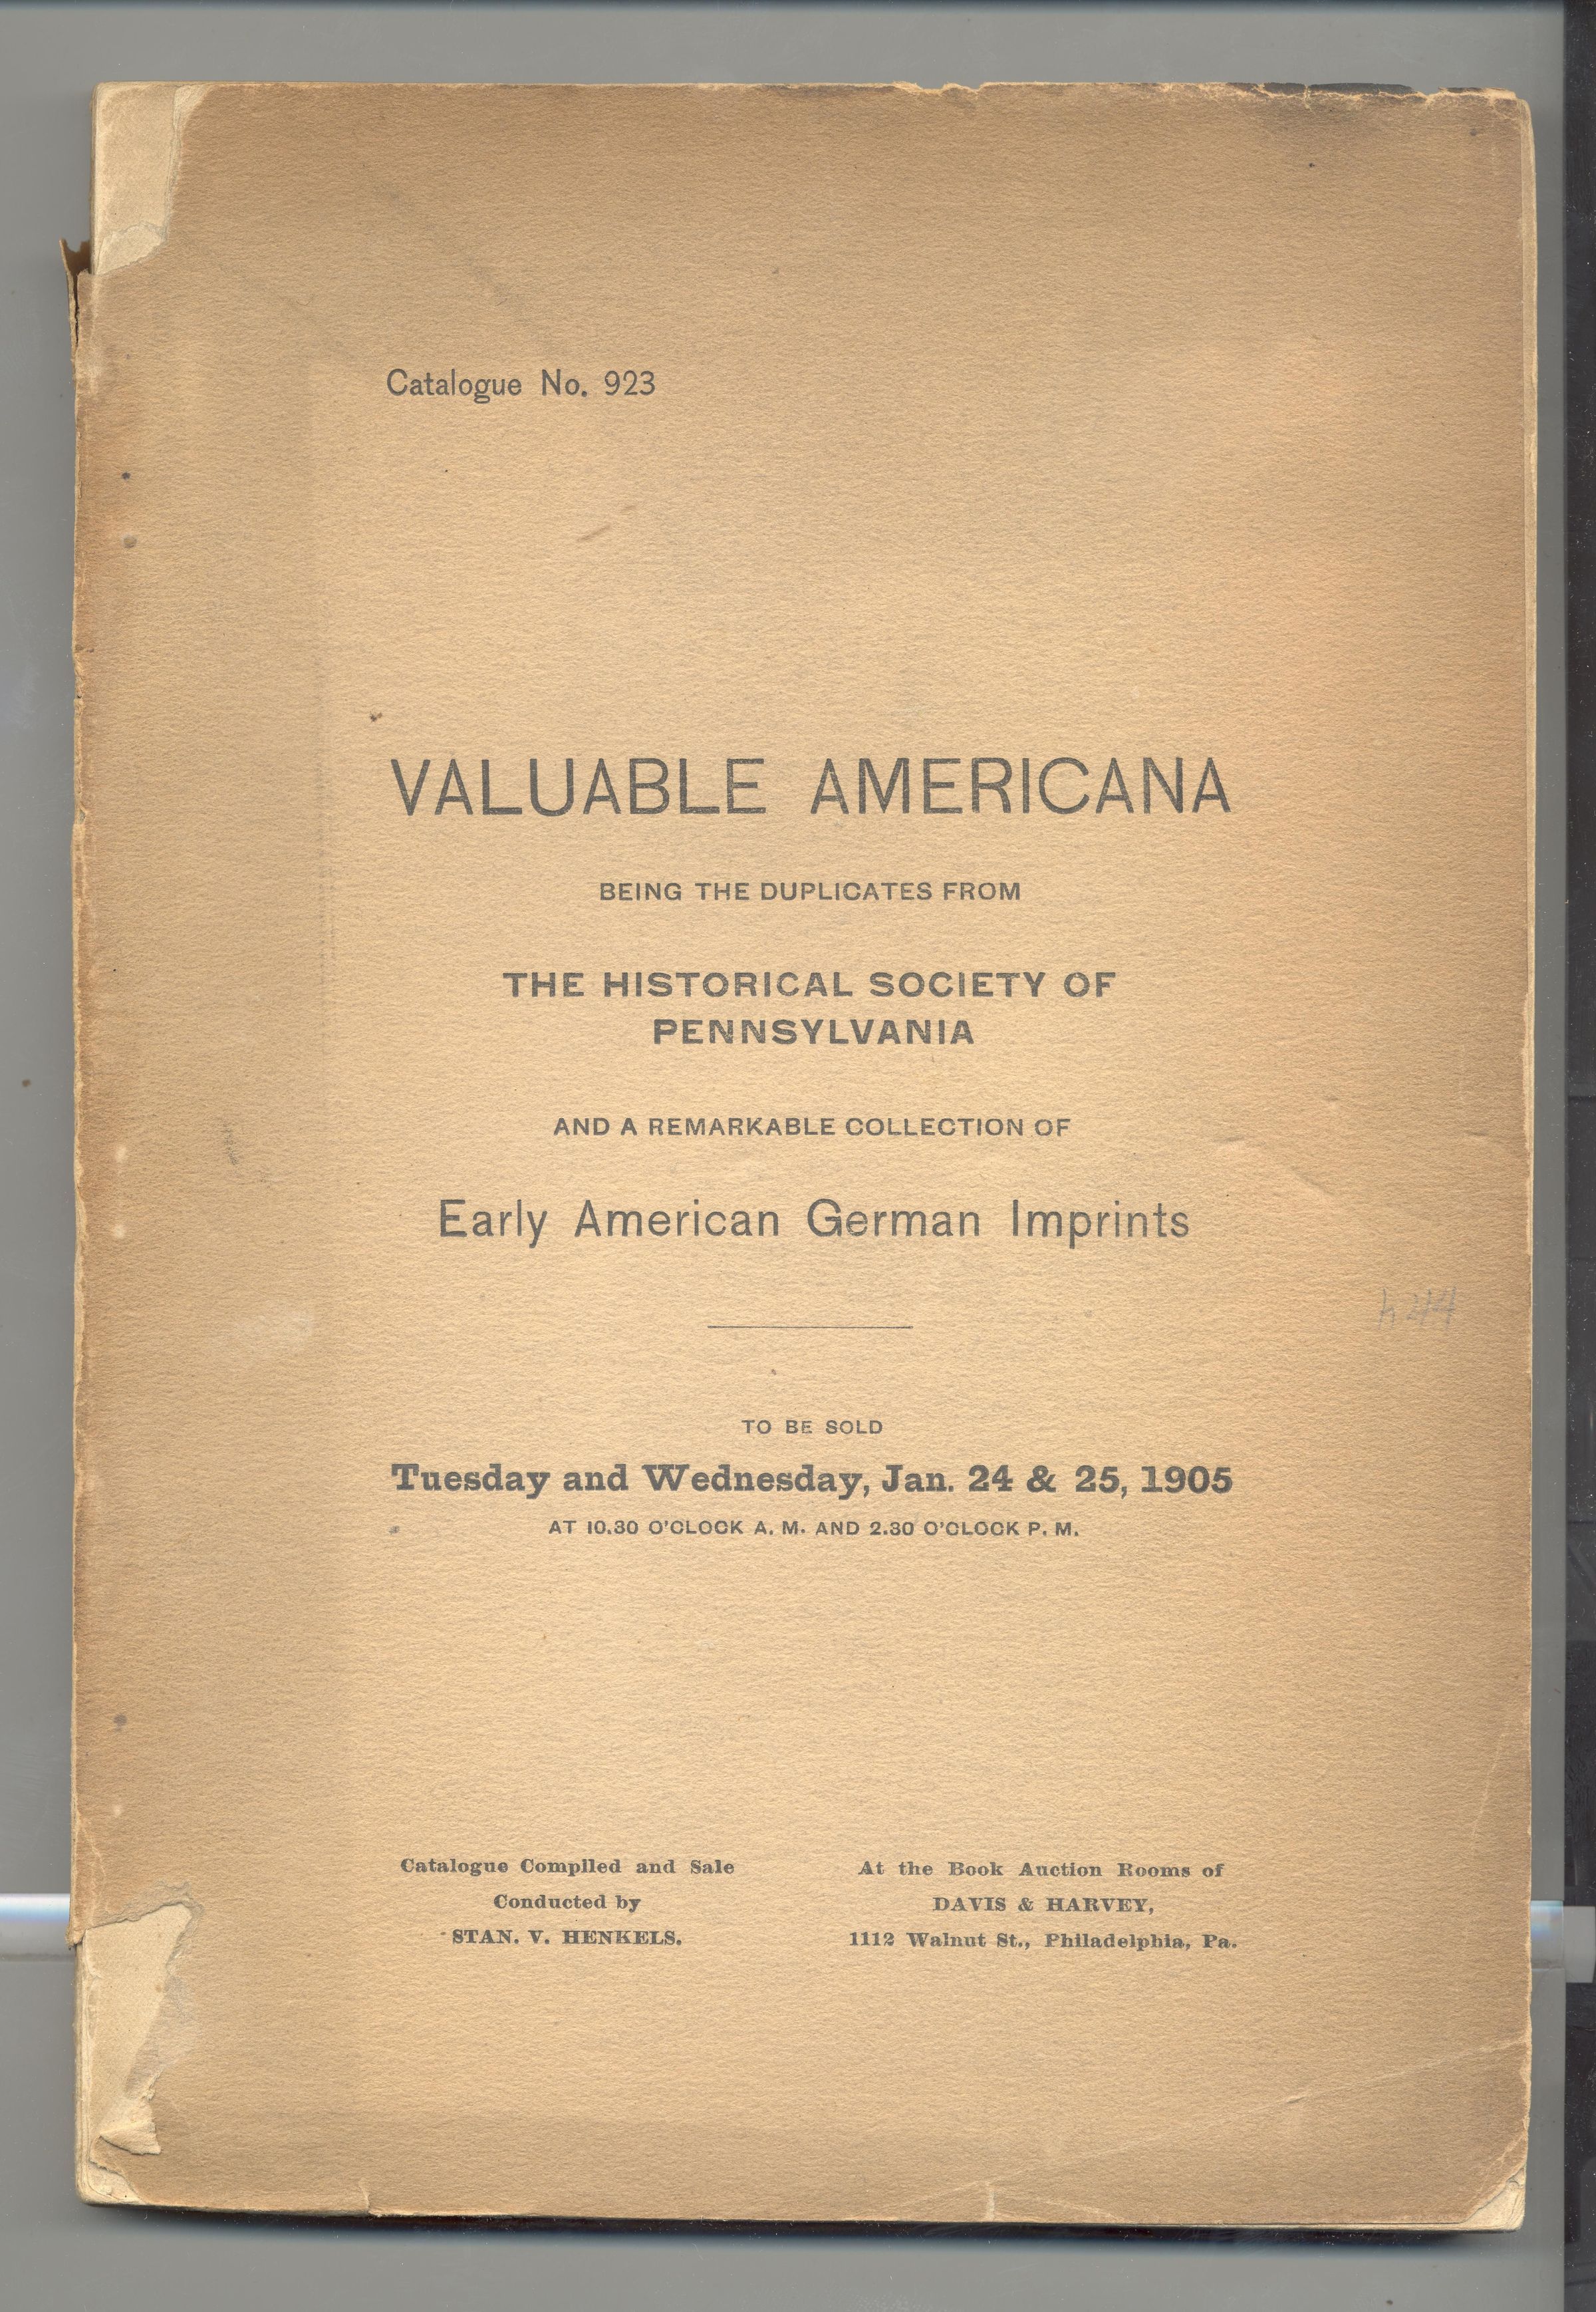 Catalogue No. 923
VALUABLE AMERICANA
BEING THE DUPLICATES FROM
THE HISTORICAL SOCIETY OF
PENNSYLVANIA
AND A REMARKABLE COLLECTION OF
Early American German Imprints
TO BE SOLD
Tuesday and Wednesday, Jan. 24 & 25, 1905
AT 10.30 O'CLOCK A. M. AND 2.30 O'CLOCK P. M.
Catalogue Compiled and Sale
Conducted by
STAN. V. HENKELS.
At the Book Auction Rooms of
DAVIS & HARVEY,
1112 Walnut St., Philadelphia, Pa.